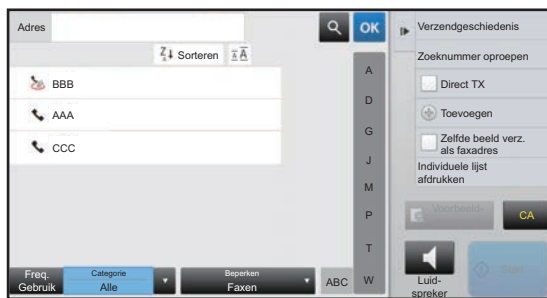 Adres
OK
Sorteren
BBB
AAA
CCC
A
D
G
J
M
P
T
W
Freq.
Gebruik
Categorie
Alle
Beperken
Faxen
ABC
Verzendgeschiedenis
Zoeknummer oproepen
Direct TX
Toevoegen
Zelfde beeld verz.
als faxadres
Individuele lijst
afdrukken
Voorbeeld-
CA
Luid-
spreker
Start